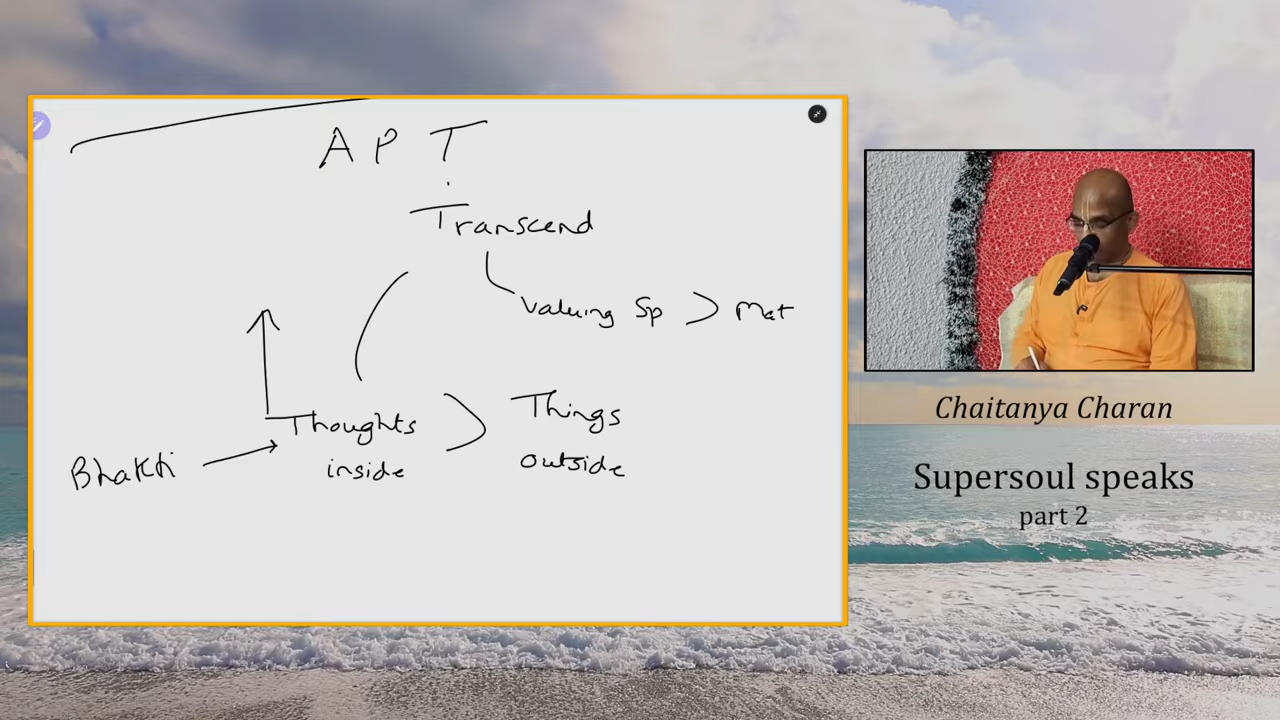 A P T
Transcend
Valuing Sp > Mat
Thoughts > Things
inside outside
Bhakti →
Chaitanya Charan
Supersoul speaks
part 2